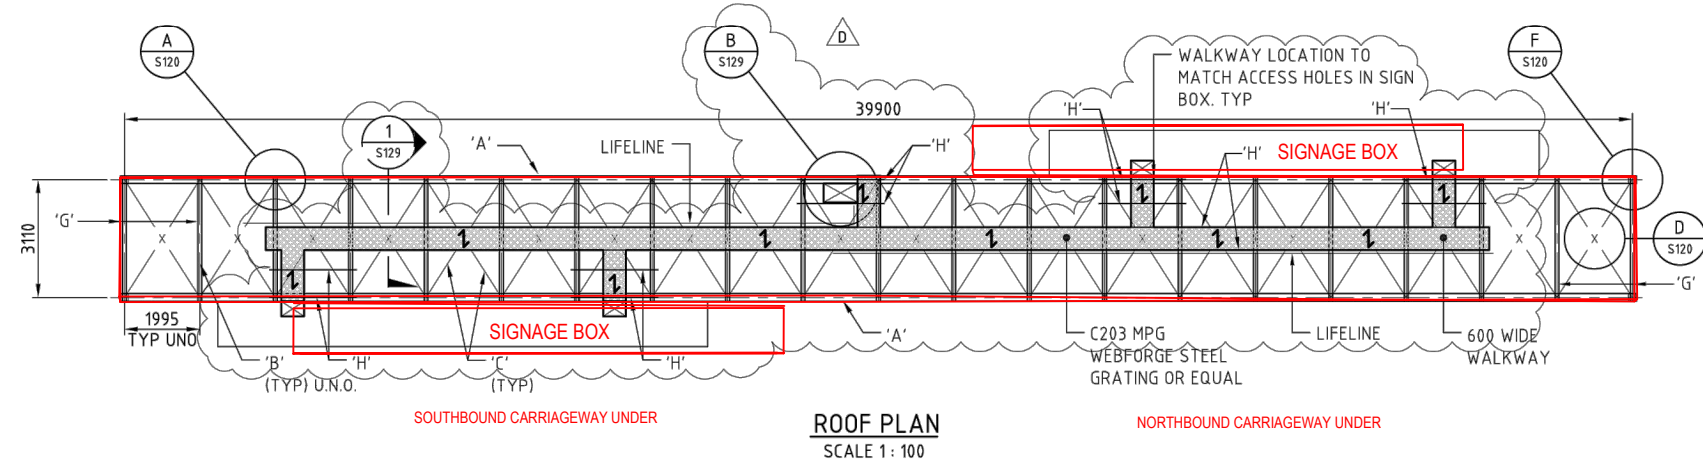 A
S120
B
S129
D
WALKWAY LOCATION TO
MATCH ACCESS HOLES IN SIGN
BOX. TYP
F
S120
39900
'H'
'H'
1
S129
'A'
LIFELINE
'H'
'H'
SIGNAGE BOX
'G'
3110
D
S120
'G'
1995
TYP UNO
SIGNAGE BOX
'A'
C203 MPG
WEBFORGE STEEL
GRATING OR EQUAL
LIFELINE
600 WIDE
WALKWAY
'B'
(TYP) U.N.O.
'H'
'C'
(TYP)
'H'
SOUTHBOUND CARRIAGEWAY UNDER
ROOF PLAN
SCALE 1 : 100
NORTHBOUND CARRIAGEWAY UNDER